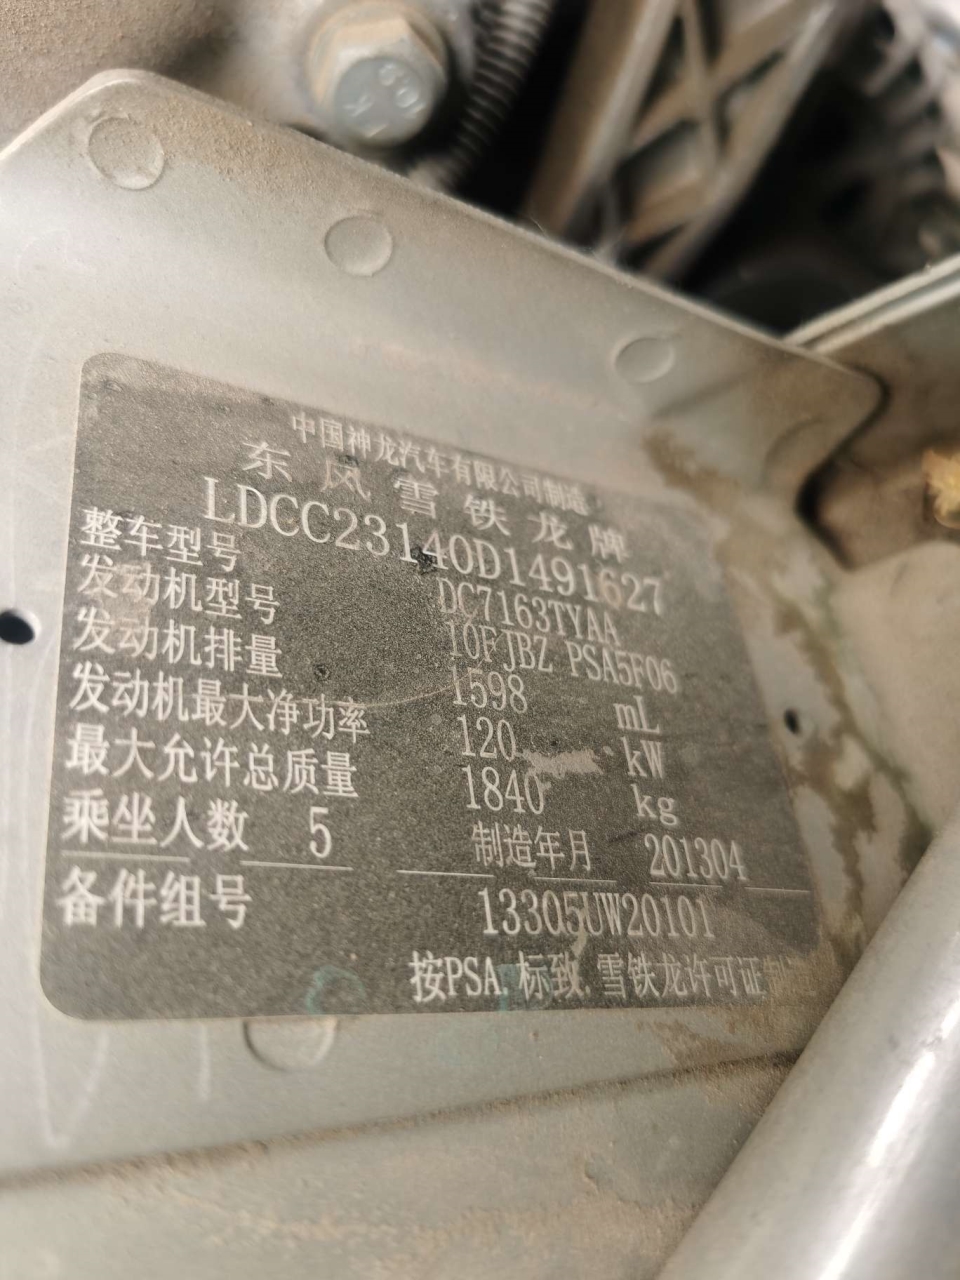 中国神龙汽车有限公司制造
东风雪铁龙牌
LDCC23140D1491627
整车型号 DC7163TYAA
发动机型号 10FJBZ PSA5F06
发动机排量 1598 mL
发动机最大净功率 120 kW
最大允许总质量 1840 kg
乘坐人数 5 制造年月 201304
备件组号 13305UW20101
按PSA.标致.雪铁龙许可证制造